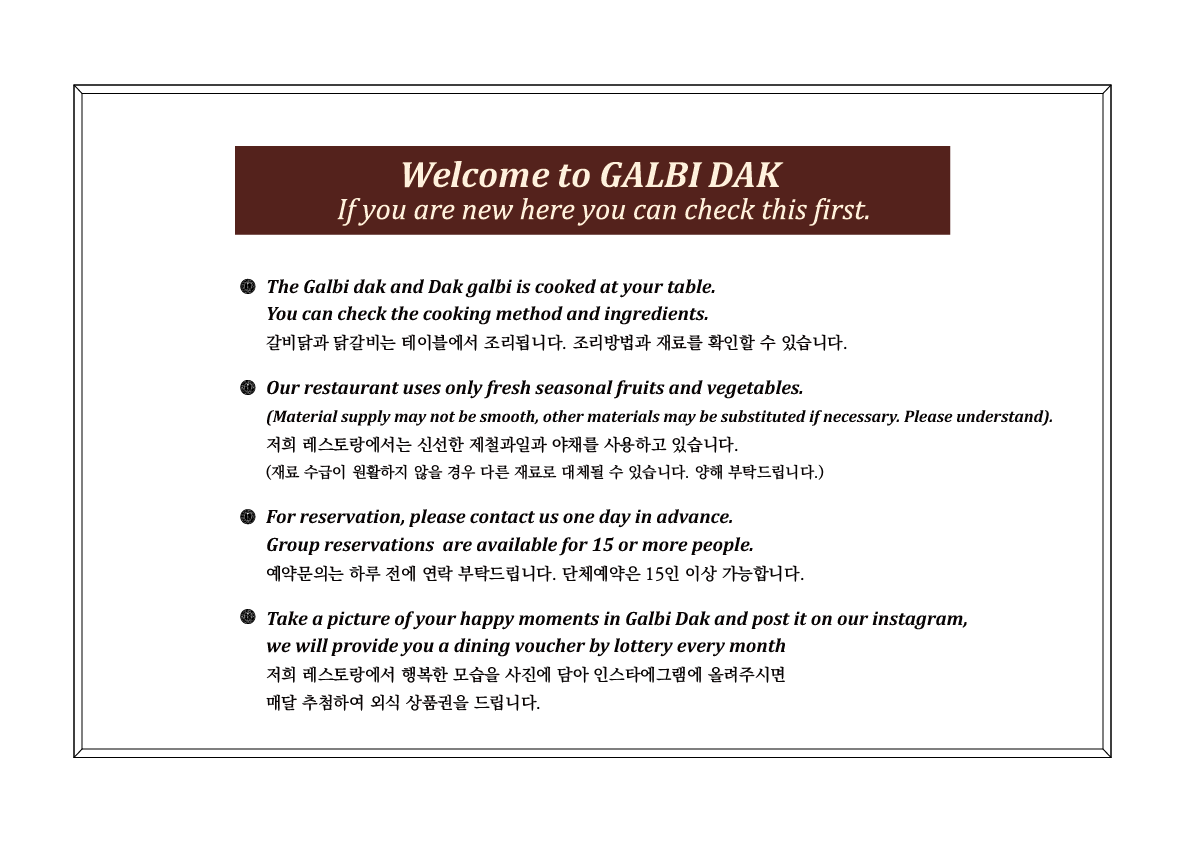 Welcome to GALBI DAK
If you are new here you can check this first.
The Galbi dak and Dak galbi is cooked at your table.
You can check the cooking method and ingredients.
갈비닭과 닭갈비는 테이블에서 조리됩니다. 조리방법과 재료를 확인할 수 있습니다.
Our restaurant uses only fresh seasonal fruits and vegetables.
(Material supply may not be smooth, other materials may be substituted if necessary. Please understand).
저희 레스토랑에서는 신선한 제철과일과 야채를 사용하고 있습니다.
(재료 수급이 원활하지 않을 경우 다른 재료로 대체될 수 있습니다. 양해 부탁드립니다.)
For reservation, please contact us one day in advance.
Group reservations  are available for 15 or more people.
예약문의는 하루 전에 연락 부탁드립니다. 단체예약은 15인 이상 가능합니다.
Take a picture of your happy moments in Galbi Dak and post it on our instagram,
we will provide you a dining voucher by lottery every month
저희 레스토랑에서 행복한 모습을 사진에 담아 인스타에그램에 올려주시면
매달 추첨하여 외식 상품권을 드립니다.